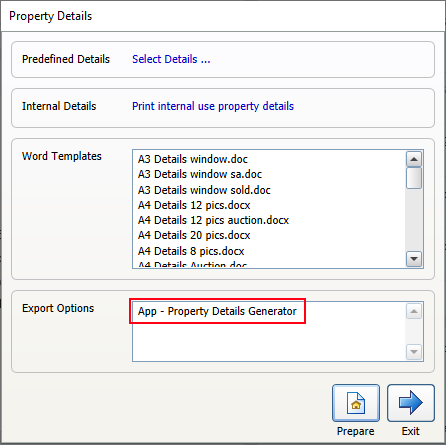 Property Details
Predefined Details Select Details ...
Internal Details Print internal use property details
Word Templates
A3 Details window.doc
A3 Details window sa.doc
A3 Details window sold.doc
A4 Details 12 pics.docx
A4 Details 12 pics auction.docx
A4 Details 20 pics.docx
A4 Details 8 pics.docx
A4 Details Auction.doc
Export Options App - Property Details Generator
Prepare Exit